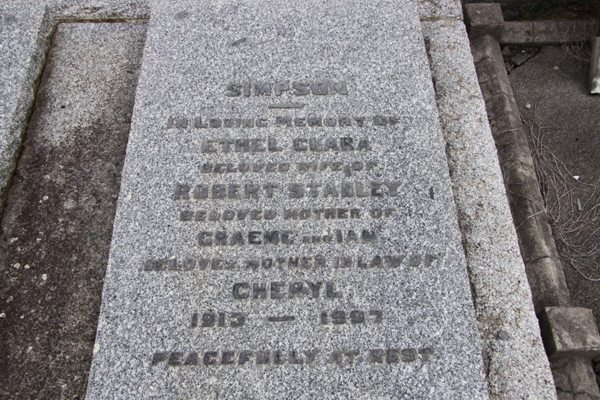 SIMPSON
IN LOVING MEMORY OF
ETHEL CLARA
BELOVED WIFE OF
ROBERT STANLEY
BELOVED MOTHER OF
GRAEME AND IAN
BELOVED MOTHER IN LAW OF
CHERYL
1913 — 1997
PEACEFULLY AT REST